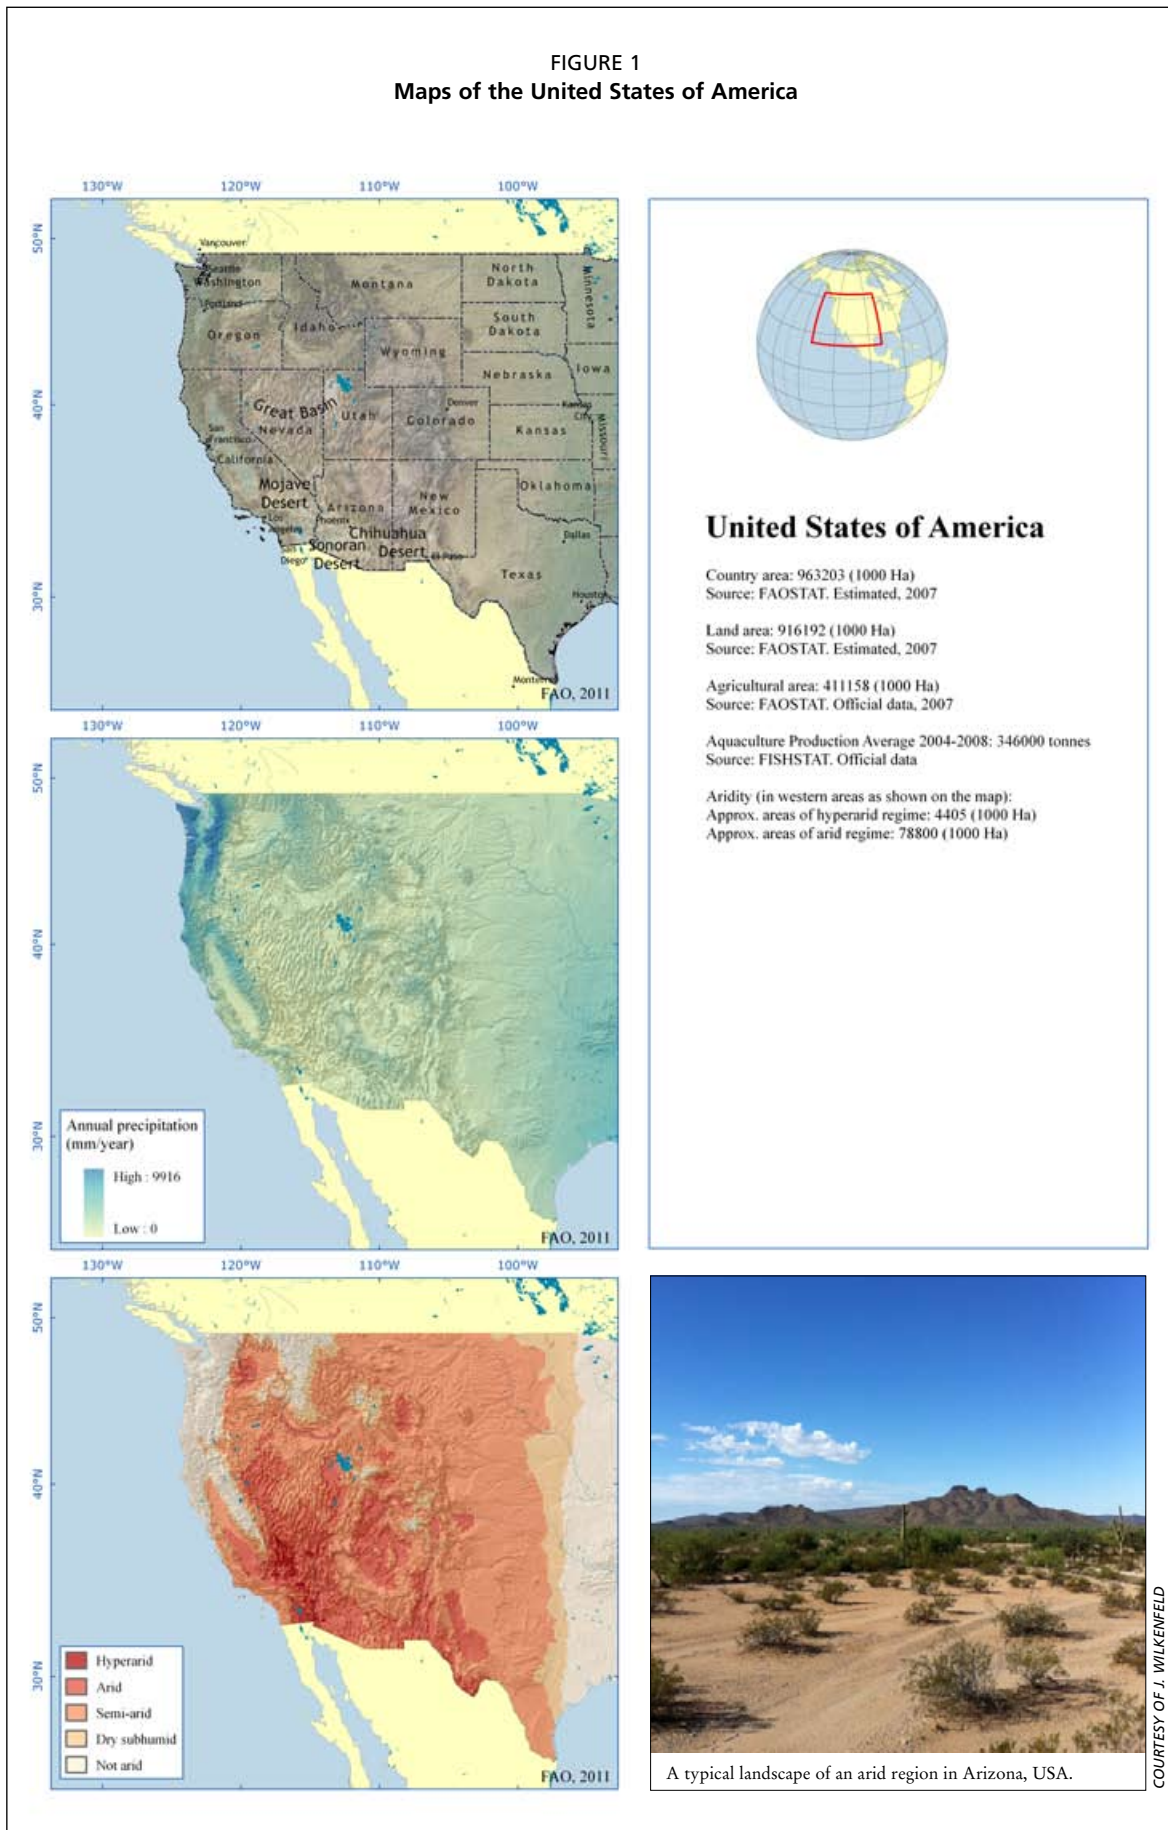 FIGURE 1
Maps of the United States of America
130°W 120°W 110°W 100°W
50°N
40°N
30°N
Vancouver
Seattle
Washington
Portland
Oregon
Idaho
Montana
North
Dakota
Minnesota
South
Dakota
Wyoming
Nebraska
Iowa
Great Basin
Nevada
Utah
Denver
Colorado
Kansas
City
Kansas
Missouri
San
Francisco
California
Mojave
Desert
Los
Angeles
Arizona
Phoenix
New
Mexico
Oklahoma
San
Diego
Sonoran
Desert
Chihuahua
Desert
El Paso
Dallas
Texas
Houston
FAO, 2011
130°W 120°W 110°W 100°W
50°N
40°N
30°N
Annual precipitation
(mm/year)
High : 9916
Low : 0
FAO, 2011
130°W 120°W 110°W 100°W
50°N
40°N
30°N
Hyperarid
Arid
Semi-arid
Dry subhumid
Not arid
FAO, 2011
United States of America
Country area: 963203 (1000 Ha)
Source: FAOSTAT. Estimated, 2007
Land area: 916192 (1000 Ha)
Source: FAOSTAT. Estimated, 2007
Agricultural area: 411158 (1000 Ha)
Source: FAOSTAT. Official data, 2007
Aquaculture Production Average 2004-2008: 346000 tonnes
Source: FISHSTAT. Official data
Aridity (in western areas as shown on the map):
Approx. areas of hyperarid regime: 4405 (1000 Ha)
Approx. areas of arid regime: 78800 (1000 Ha)
A typical landscape of an arid region in Arizona, USA.
COURTESY OF J. WILKENFELD